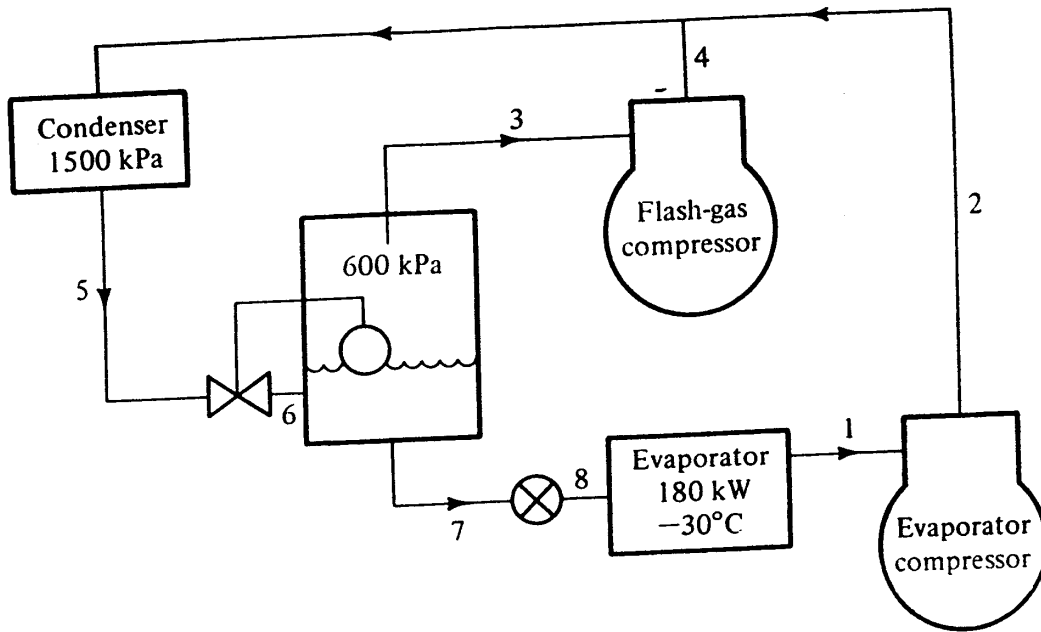 4
Condenser
1500 kPa
3
2
Flash-gas
compressor
600 kPa
5
6
1
Evaporator
180 kW
−30°C
8
7
Evaporator
compressor